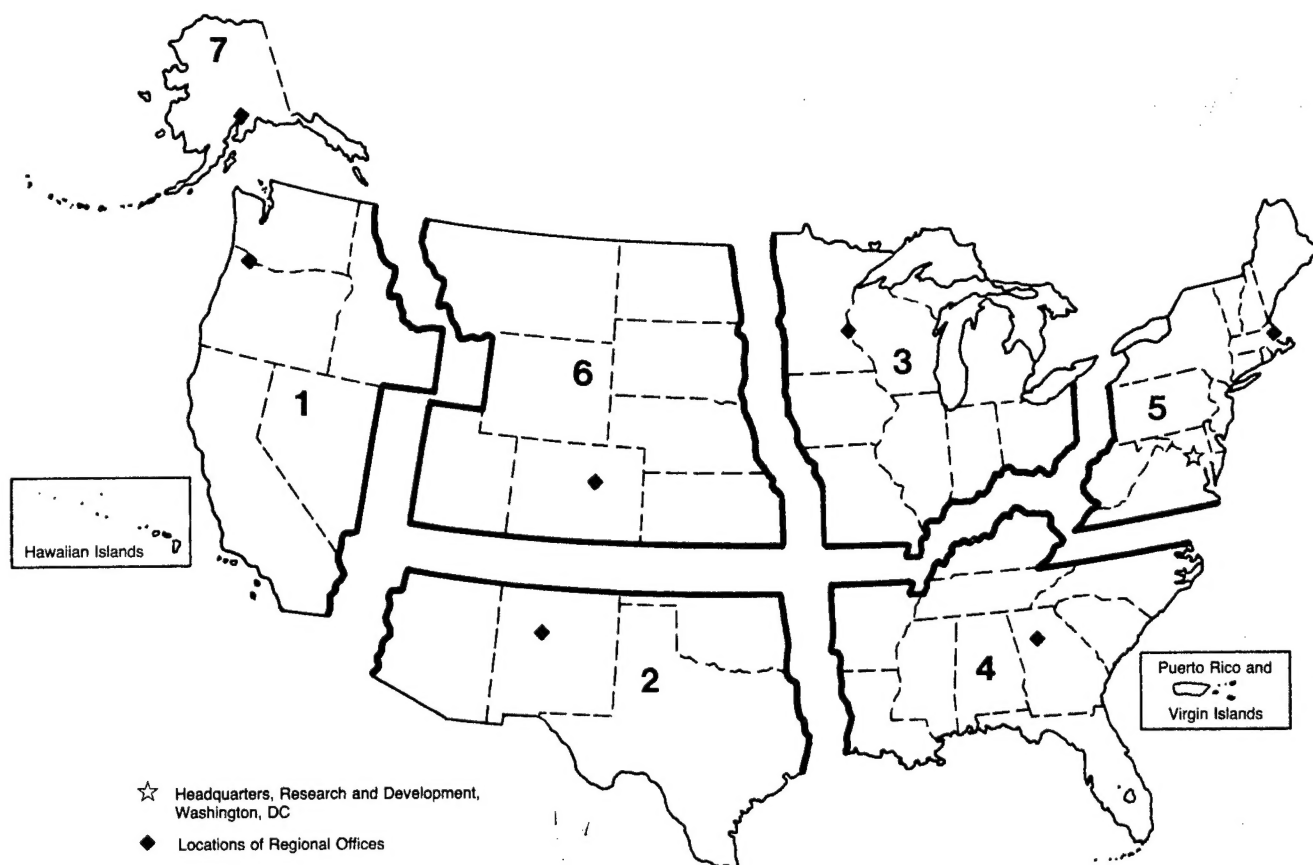 7
1
6
3
5
Hawaiian Islands
2
4
Puerto Rico and
Virgin Islands
Headquarters, Research and Development,
Washington, DC
Locations of Regional Offices